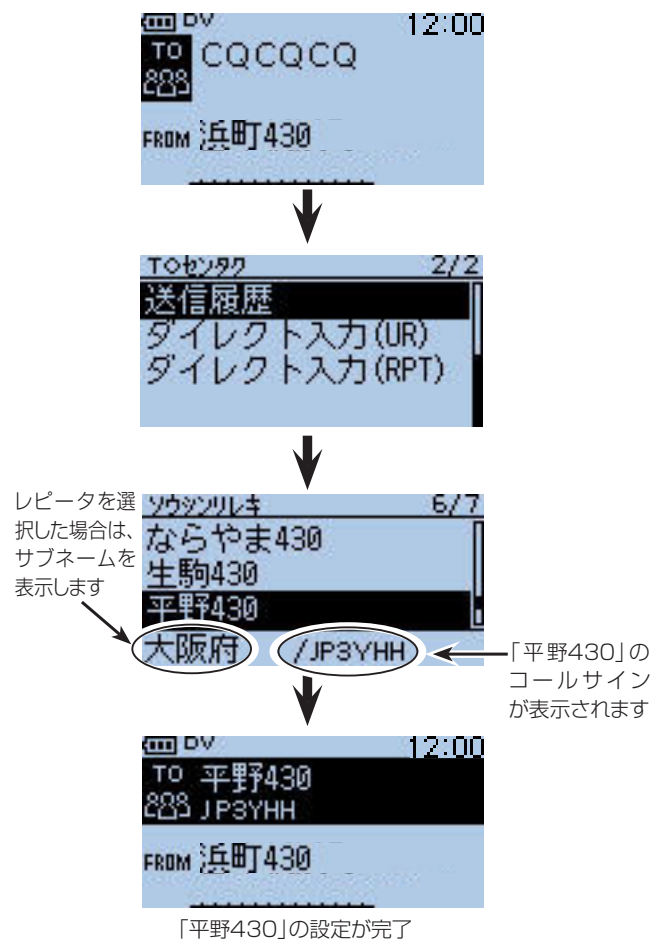 DV 12:00
TO CQCQCQ
FROM 浜町430
TOセンタク 2/2
送信履歴
ダイレクト入力(UR)
ダイレクト入力(RPT)
レピータを選
択した場合は、
サブネームを
表示します
ソウシンリレキ 6/7
ならやま430
生駒430
平野430
大阪府 /JP3YHH
「平野430」の
コールサイン
が表示されます
DV 12:00
TO 平野430
JP3YHH
FROM 浜町430
「平野430」の設定が完了